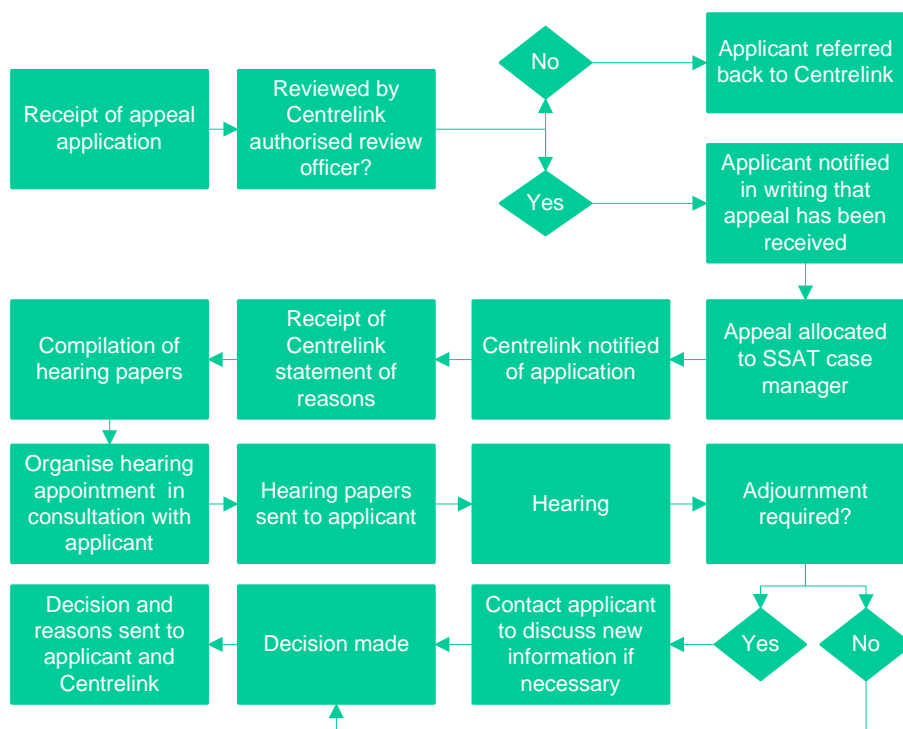 Receipt of appeal
application
Reviewed by
Centrelink
authorised review
officer?
No
Applicant referred
back to Centrelink
Yes
Applicant notified
in writing that
appeal has been
received
Appeal allocated
to SSAT case
manager
Centrelink notified
of application
Receipt of
Centrelink
statement of
reasons
Compilation of
hearing papers
Organise hearing
appointment in
consultation with
applicant
Hearing papers
sent to applicant
Hearing
Adjournment
required?
Yes
No
Contact applicant
to discuss new
information if
necessary
Decision made
Decision and
reasons sent to
applicant and
Centrelink